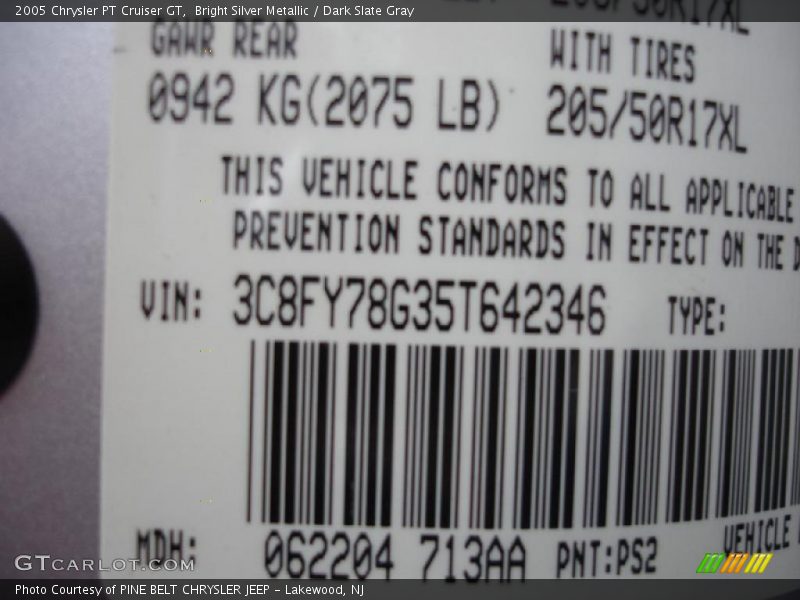 2005 Chrysler PT Cruiser GT, Bright Silver Metallic / Dark Slate Gray
205/50R17XL
GAWR REAR WITH TIRES
0942 KG(2075 LB) 205/50R17XL
THIS VEHICLE CONFORMS TO ALL APPLICABLE
PREVENTION STANDARDS IN EFFECT ON THE D
VIN: 3C8FY78G35T642346 TYPE:
MDH: 062204 713AA PNT:PS2 VEHICLE
GTCARLOT.COM
Photo Courtesy of PINE BELT CHRYSLER JEEP - Lakewood, NJ